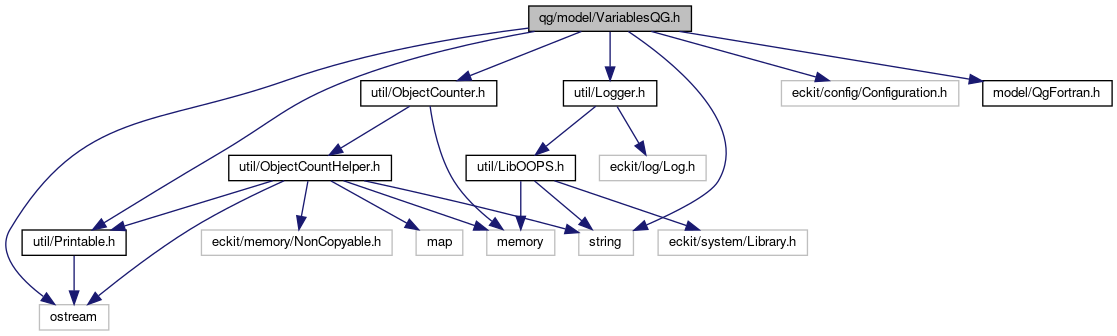 qg/model/VariablesQG.h
util/ObjectCounter.h
util/Logger.h
eckit/config/Configuration.h
model/QgFortran.h
util/ObjectCountHelper.h
util/LibOOPS.h
eckit/log/Log.h
util/Printable.h
eckit/memory/NonCopyable.h
map
memory
string
eckit/system/Library.h
ostream